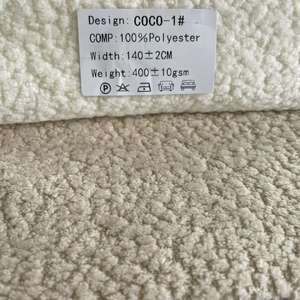 Design: COCO-1#
COMP:100%Polyester
Width:140±2CM
Weight:400±10gsm
P